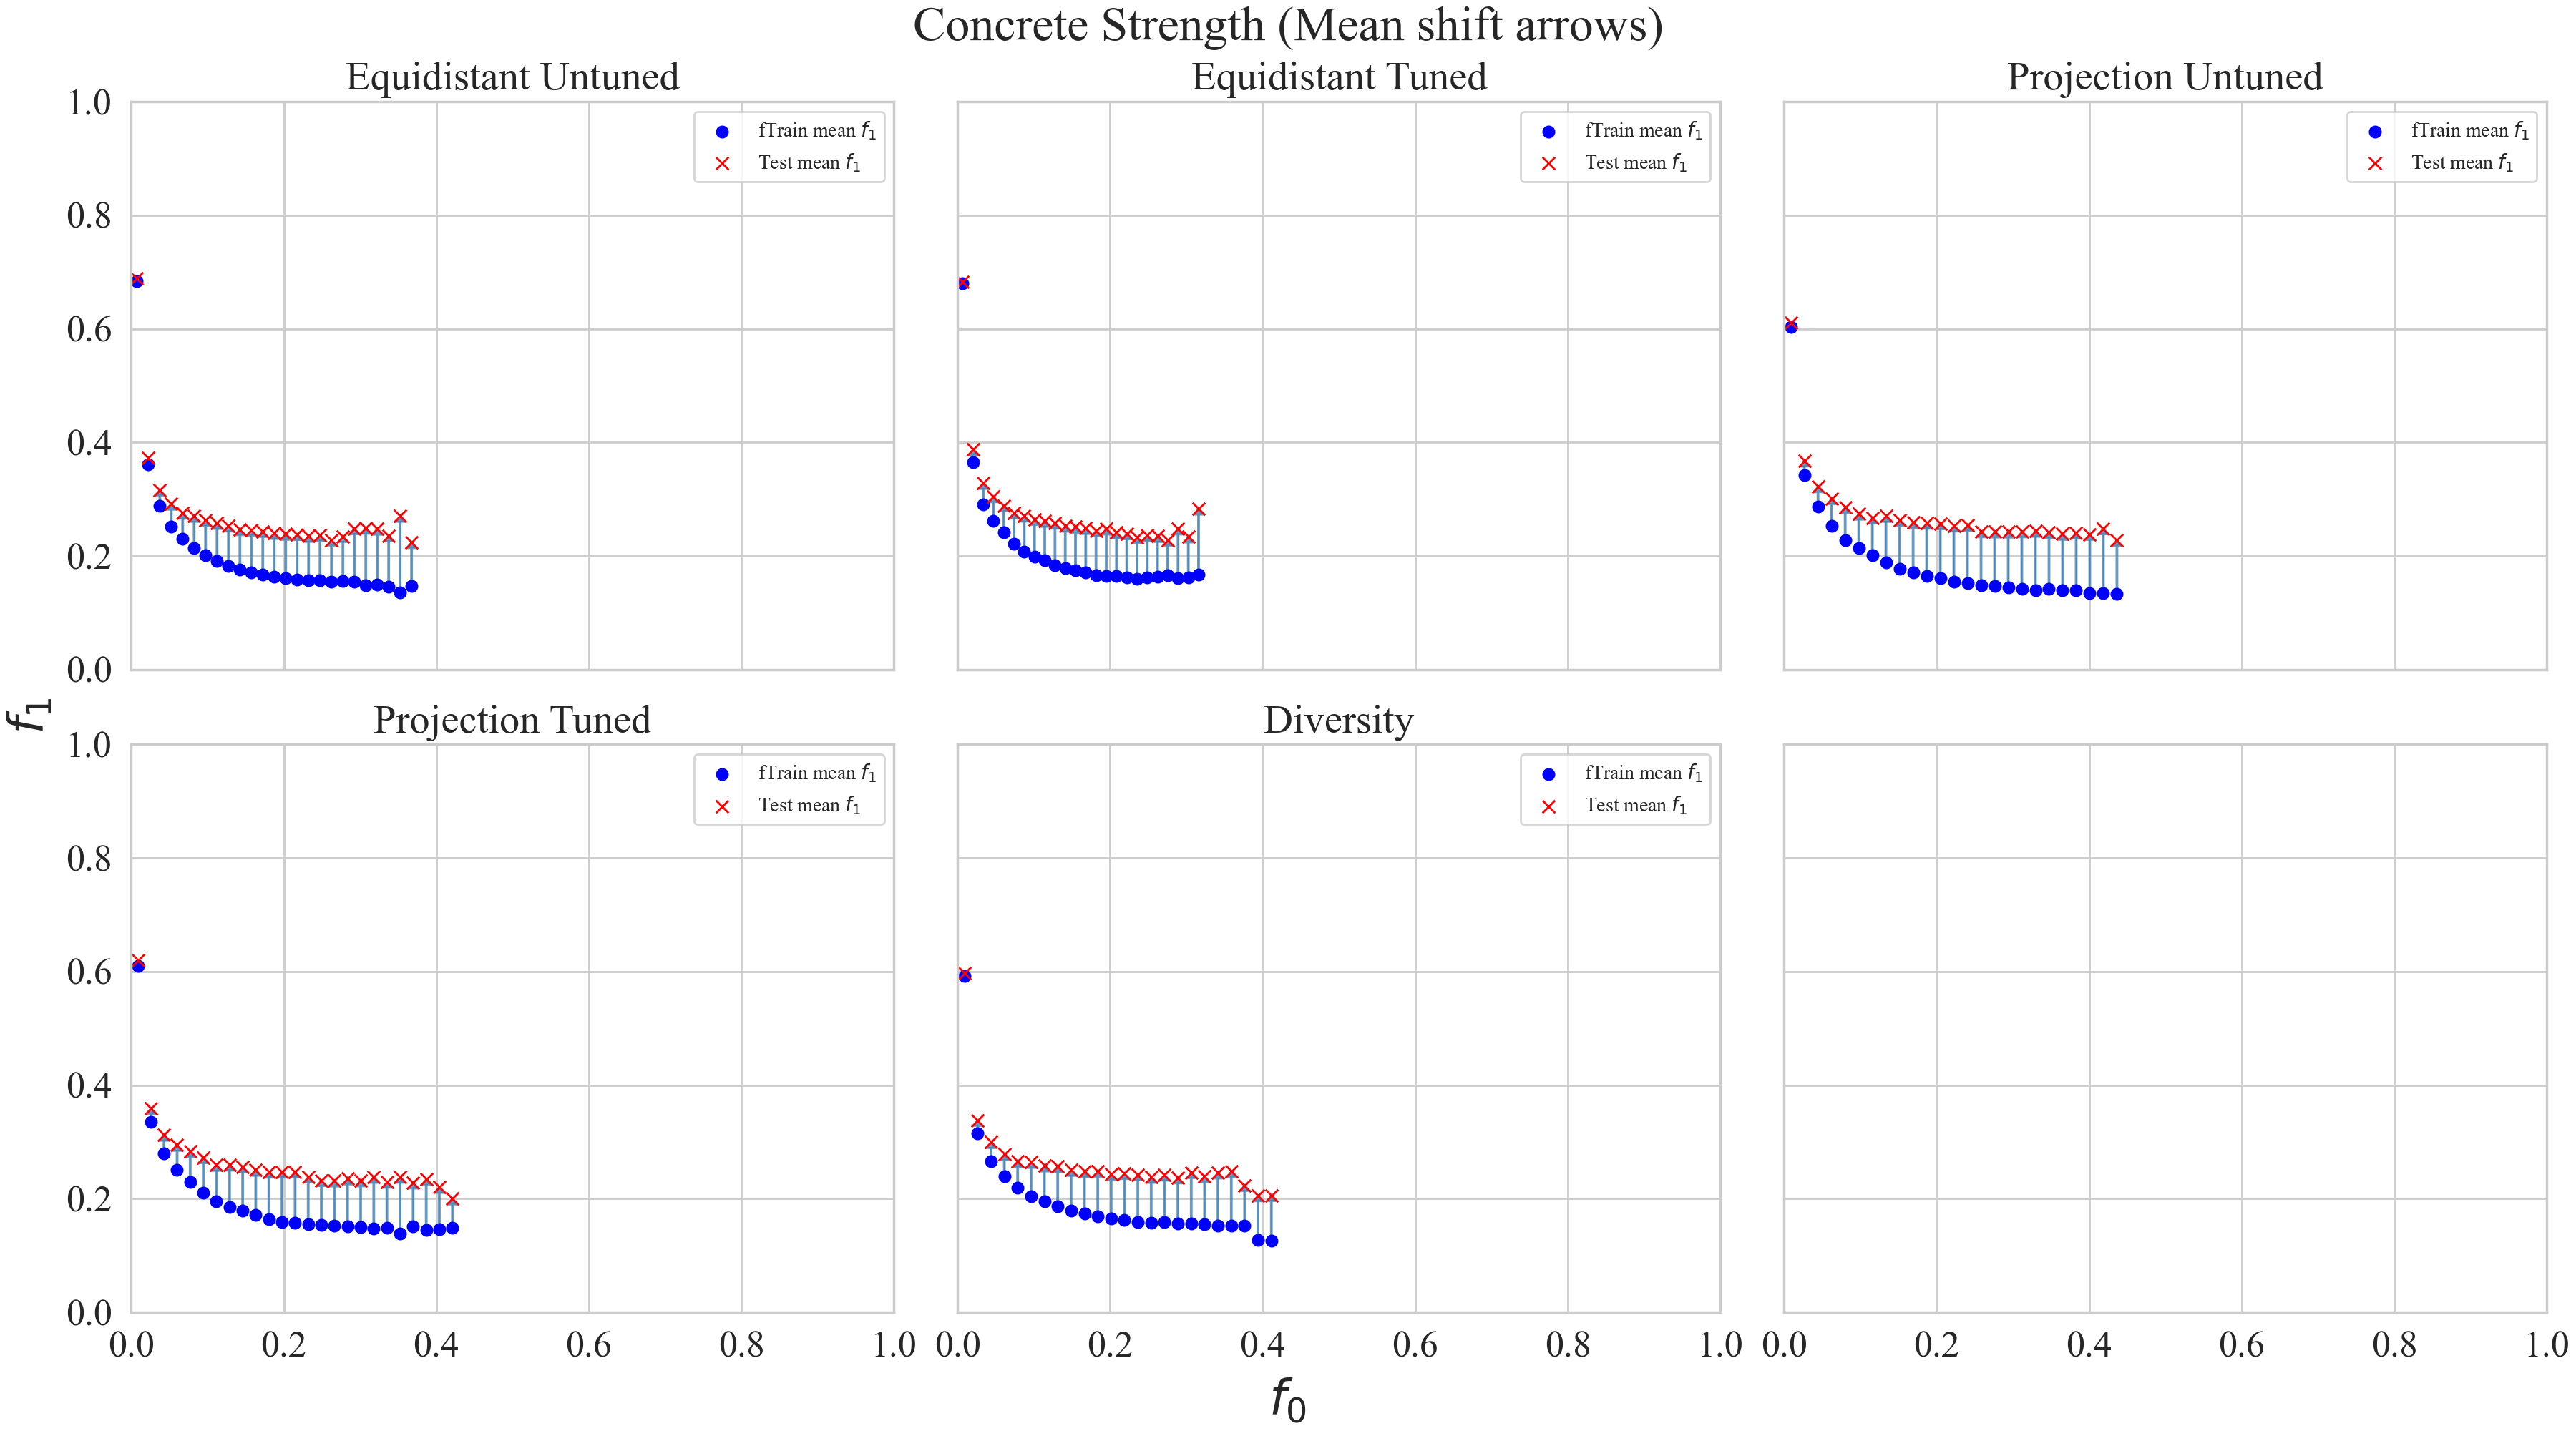 Concrete Strength (Mean shift arrows)
Equidistant Untuned
Equidistant Tuned
Projection Untuned
1.0
0.8
0.6
0.4
0.2
0.0
fTrain mean f₁
Test mean f₁
fTrain mean f₁
Test mean f₁
fTrain mean f₁
Test mean f₁
f₁
Projection Tuned
Diversity
1.0
0.8
0.6
0.4
0.2
0.0
fTrain mean f₁
Test mean f₁
fTrain mean f₁
Test mean f₁
0.0 0.2 0.4 0.6 0.8 1.0
0.0 0.2 0.4 0.6 0.8 1.0
0.0 0.2 0.4 0.6 0.8 1.0
f₀